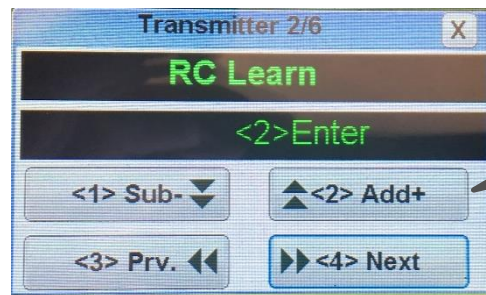 Transmitter 2/6
X
RC Learn
<2>Enter
<1> Sub-
<2> Add+
<3> Prv.
<4> Next